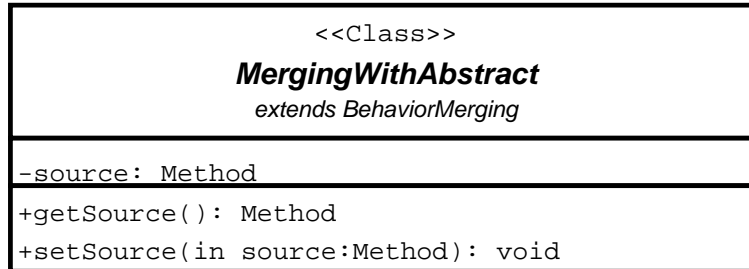 <<Class>>
MergingWithAbstract
extends BehaviorMerging
-source: Method
+getSource(): Method
+setSource(in source:Method): void